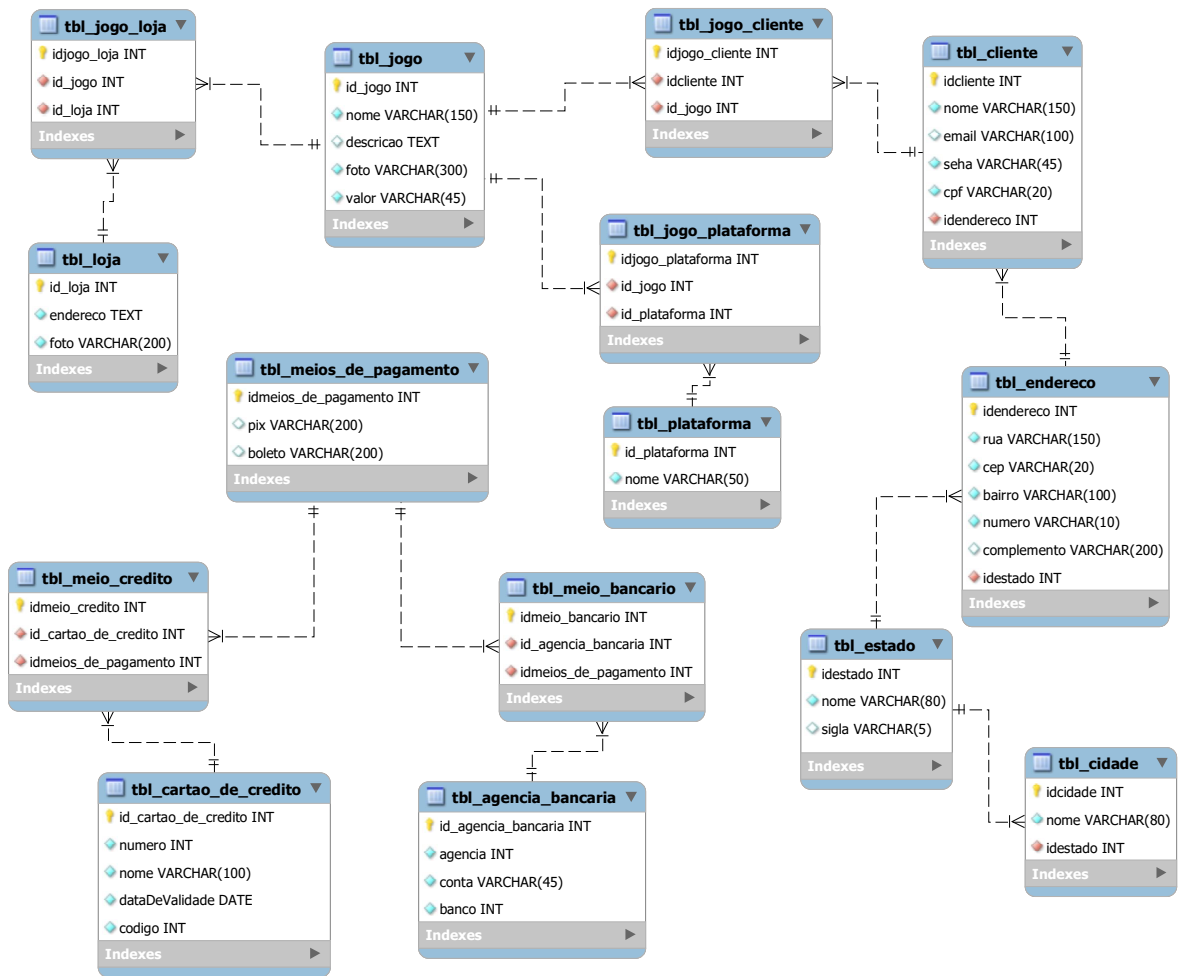 tbl_jogo_loja
idjogo_loja INT
id_jogo INT
id_loja INT
Indexes
tbl_jogo
id_jogo INT
nome VARCHAR(150)
descricao TEXT
foto VARCHAR(300)
valor VARCHAR(45)
Indexes
tbl_jogo_cliente
idjogo_cliente INT
idcliente INT
id_jogo INT
Indexes
tbl_cliente
idcliente INT
nome VARCHAR(150)
email VARCHAR(100)
seha VARCHAR(45)
cpf VARCHAR(20)
idendereco INT
Indexes
tbl_loja
id_loja INT
endereco TEXT
foto VARCHAR(200)
Indexes
tbl_jogo_plataforma
idjogo_plataforma INT
id_jogo INT
id_plataforma INT
Indexes
tbl_meios_de_pagamento
idmeios_de_pagamento INT
pix VARCHAR(200)
boleto VARCHAR(200)
Indexes
tbl_plataforma
id_plataforma INT
nome VARCHAR(50)
Indexes
tbl_endereco
idendereco INT
rua VARCHAR(150)
cep VARCHAR(20)
bairro VARCHAR(100)
numero VARCHAR(10)
complemento VARCHAR(200)
idestado INT
Indexes
tbl_meio_credito
idmeio_credito INT
id_cartao_de_credito INT
idmeios_de_pagamento INT
Indexes
tbl_meio_bancario
idmeio_bancario INT
id_agencia_bancaria INT
idmeios_de_pagamento INT
Indexes
tbl_estado
idestado INT
nome VARCHAR(80)
sigla VARCHAR(5)
Indexes
tbl_cidade
idcidade INT
nome VARCHAR(80)
idestado INT
Indexes
tbl_cartao_de_credito
id_cartao_de_credito INT
numero INT
nome VARCHAR(100)
dataDeValidade DATE
codigo INT
Indexes
tbl_agencia_bancaria
id_agencia_bancaria INT
agencia INT
conta VARCHAR(45)
banco INT
Indexes